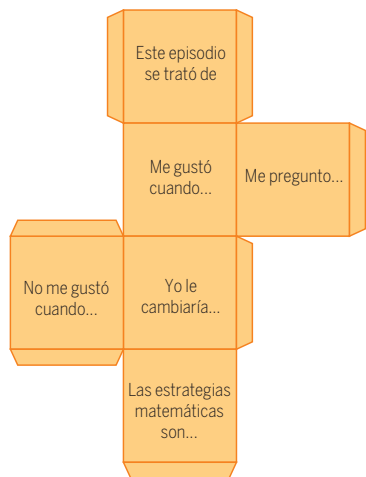 Este episodio
se trató de
Me gustó
cuando...
Me pregunto...
No me gustó
cuando...
Yo le
cambiaría...
Las estrategias
matemáticas
son...